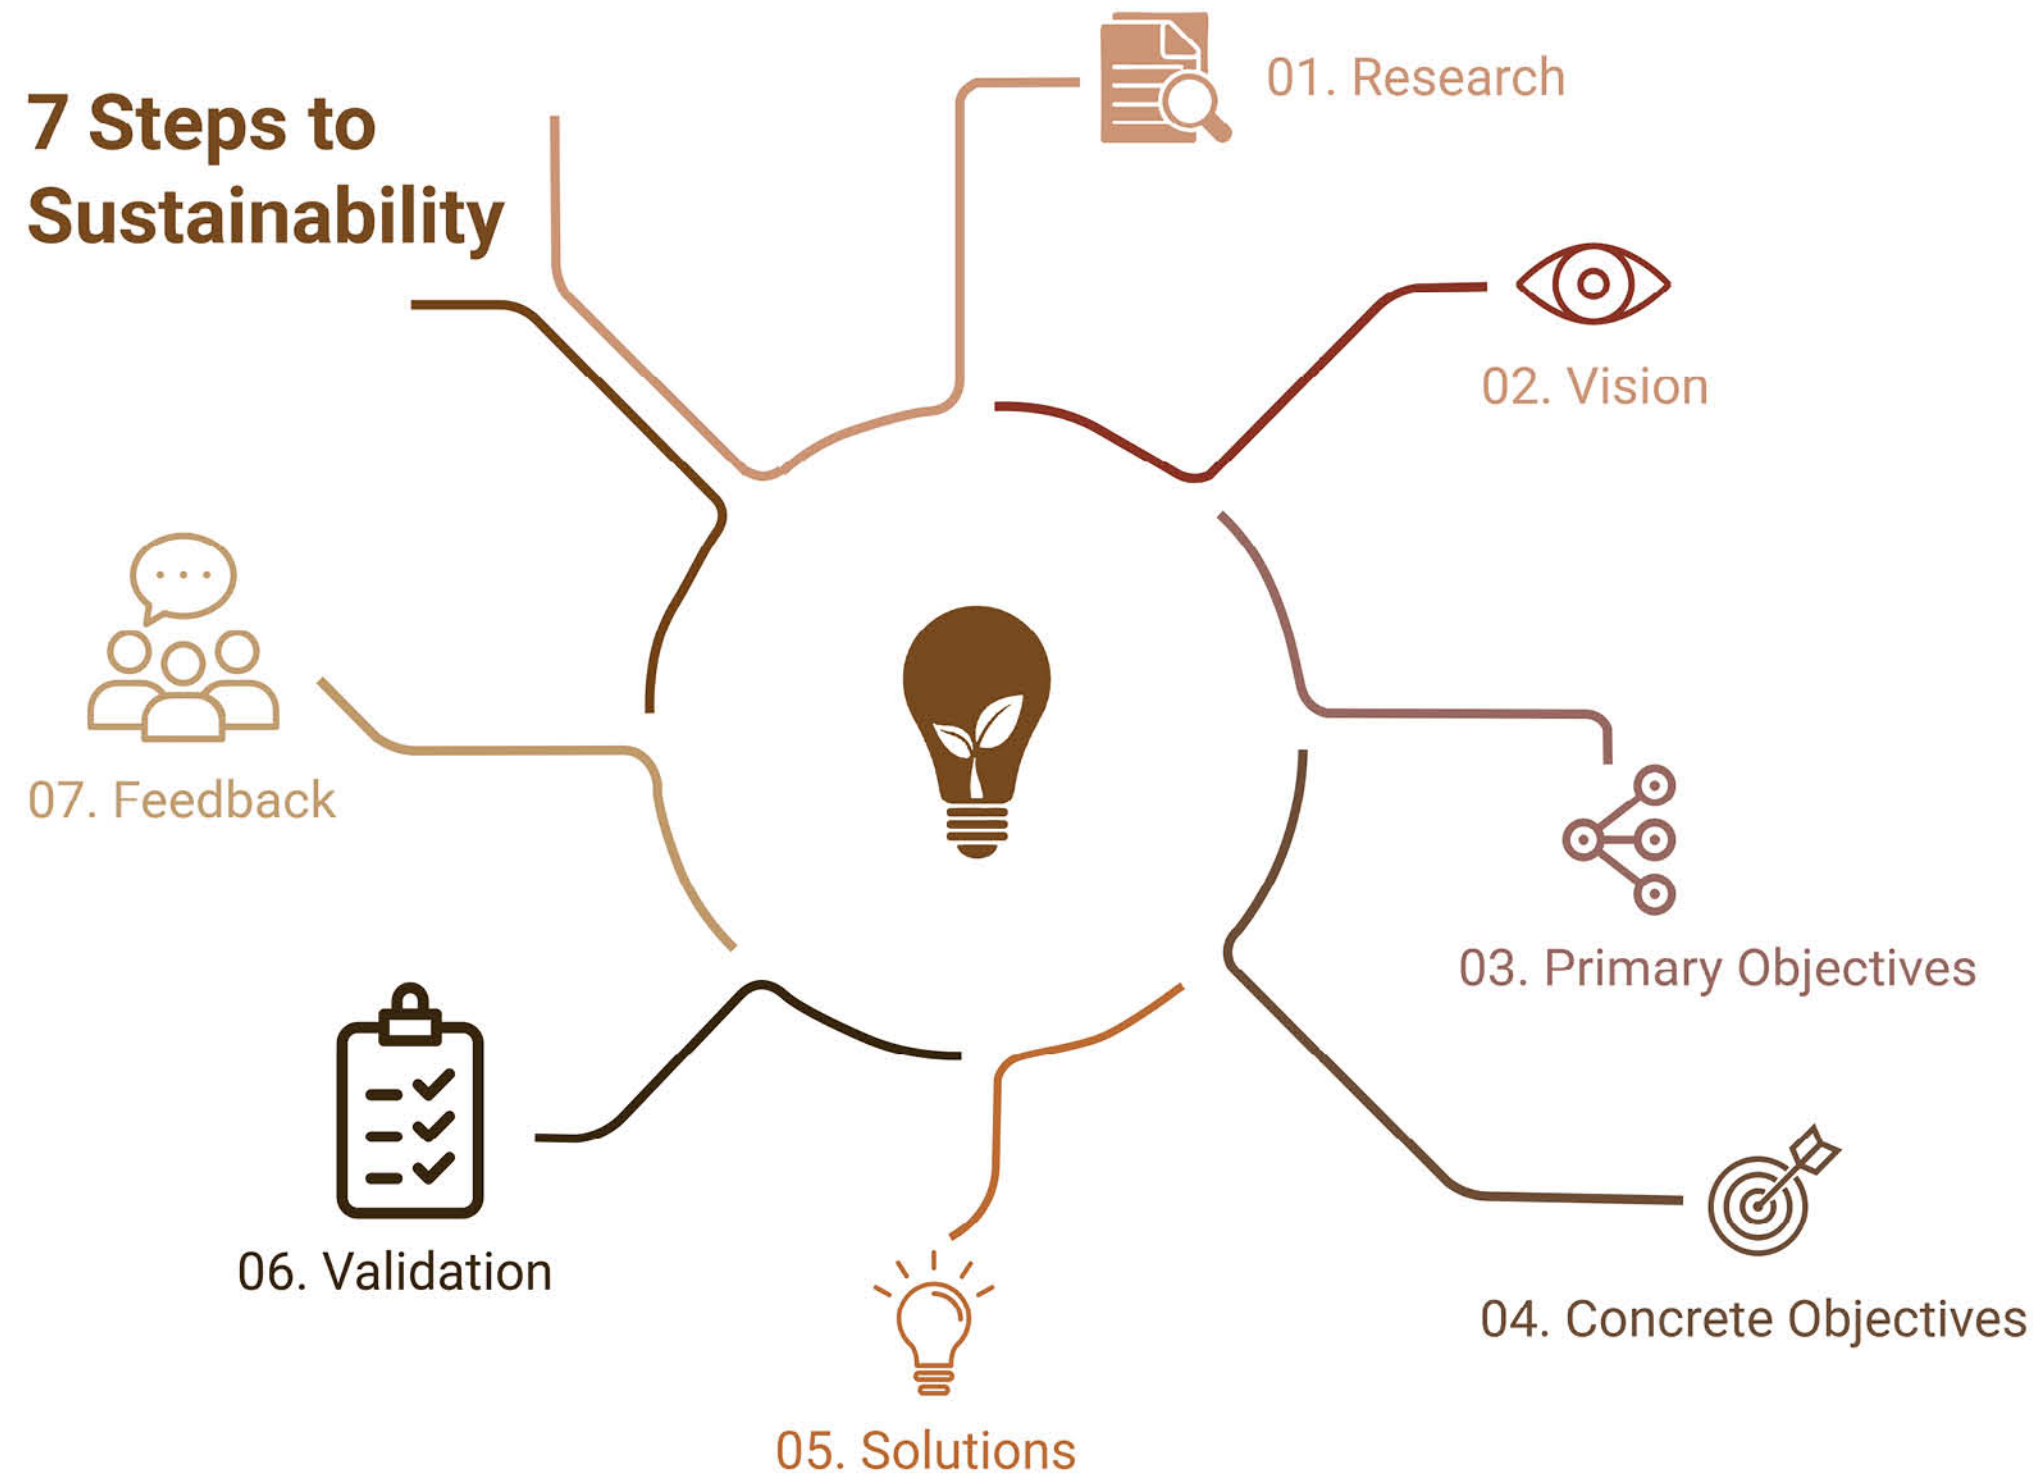 7 Steps to
Sustainability
01. Research
02. Vision
03. Primary Objectives
04. Concrete Objectives
05. Solutions
06. Validation
07. Feedback